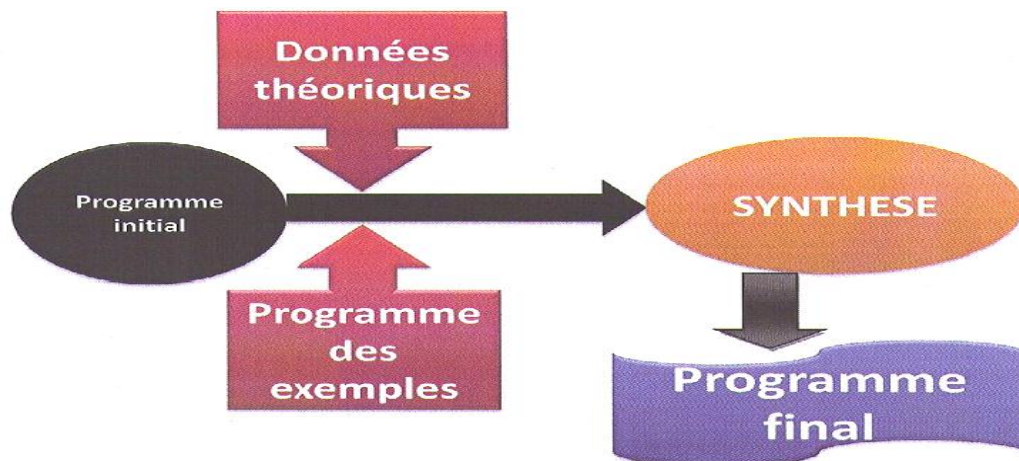 Données
théoriques
Programme
initial
SYNTHESE
Programme
des
exemples
Programme
final